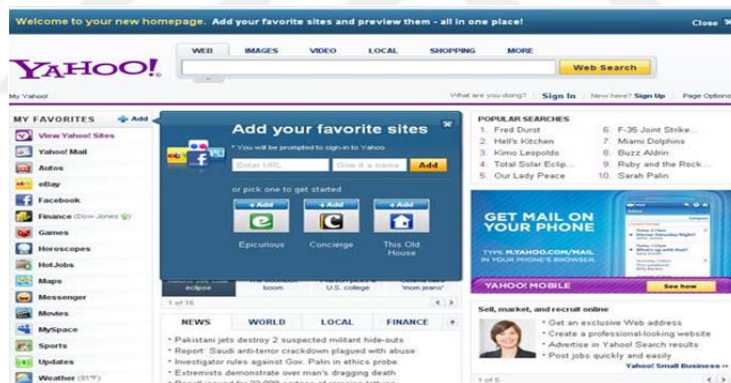 Welcome to your new homepage. Add your favorite sites and preview them - all in one place! Close
YAHOO!
WEB IMAGES VIDEO LOCAL SHOPPING MORE
Web Search
My Yahoo! What are you doing? Sign In New here? Sign Up Page Options
MY FAVORITES Add
View Yahoo! Sites
Yahoo! Mail
Autos
eBay
Facebook
Finance (Dow Jones)
Games
Horoscopes
HotJobs
Maps
Messenger
Movies
MySpace
Sports
Updates
Weather (81°F)
Add your favorite sites
* You will be prompted to sign-in to Yahoo
Enter URL Give it a name Add
or pick one to get started
+ Add + Add + Add
Epicurious Concierge This Old House
eclipse boom U.S. college 'mom jeans'
1 of 16
NEWS WORLD LOCAL FINANCE
* Pakistani jets destroy 2 suspected militant hide-outs
* Report: Saudi anti-terror crackdown plagued with abuse
* Investigator rules against Gov. Palin in ethics probe
* Extremists demonstrate over man's dragging death
POPULAR SEARCHES
1. Fred Durst
2. Hell's Kitchen
3. Kimo Leopoldo
4. Total Solar Eclip...
5. Our Lady Peace
6. F-35 Joint Strike...
7. Miami Dolphins
8. Buzz Aldrin
9. Ruby and the Rock...
10. Sarah Palin
GET MAIL ON
YOUR PHONE
TYPE M.YAHOO.COM/MAIL
IN YOUR PHONE'S BROWSER.
YAHOO! MOBILE See how
Sell, market, and recruit online
* Get an exclusive Web address
* Create a professional-looking website
* Advertise in Yahoo! Search results
* Post jobs quickly and easily
Yahoo! Small Business
1 of 5